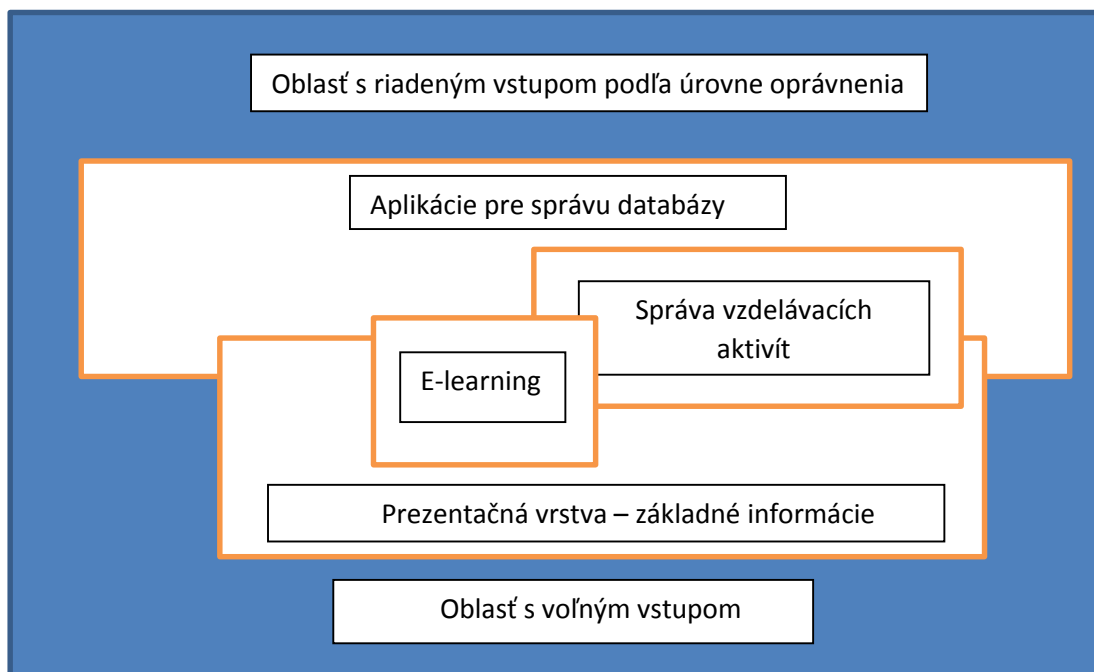 Oblasť s riadeným vstupom podľa úrovne oprávnenia
Aplikácie pre správu databázy
Správa vzdelávacích
aktivít
E-learning
Prezentačná vrstva – základné informácie
Oblasť s voľným vstupom